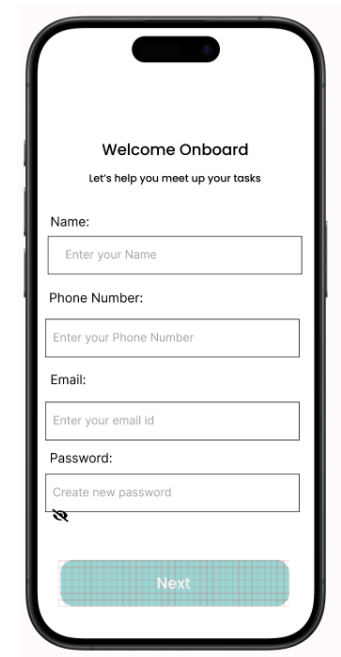 Welcome Onboard
Let's help you meet up your tasks
Name:
Enter your Name
Phone Number:
Enter your Phone Number
Email:
Enter your email id
Password:
Create new password
Next